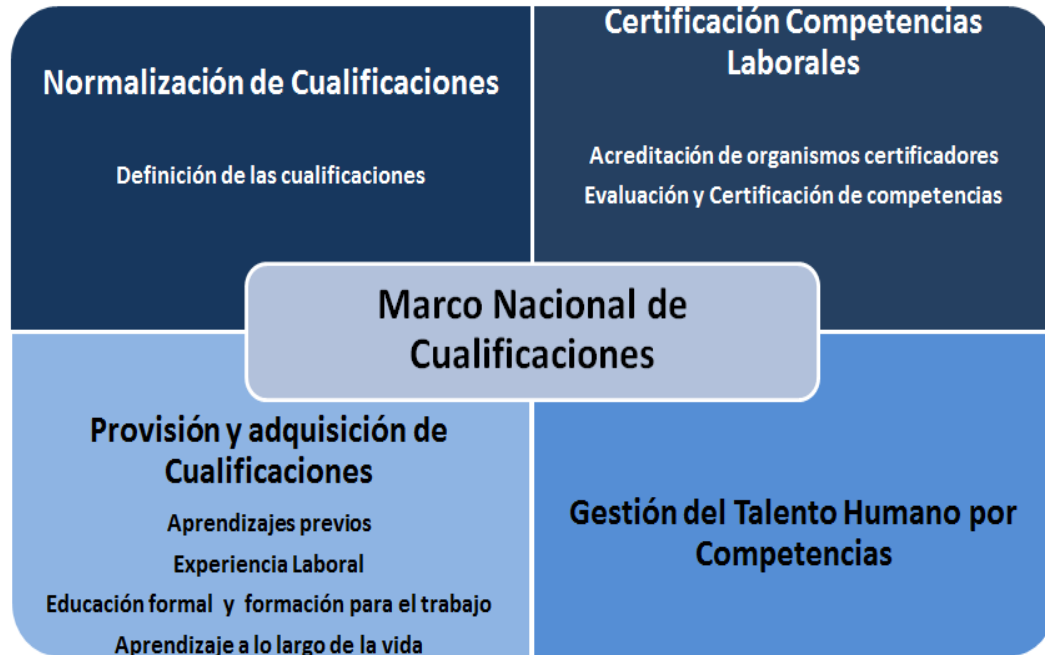 Normalización de Cualificaciones
Definición de las cualificaciones
Certificación Competencias
Laborales
Acreditación de organismos certificadores
Evaluación y Certificación de competencias
Marco Nacional de
Cualificaciones
Provisión y adquisición de
Cualificaciones
Aprendizajes previos
Experiencia Laboral
Educación formal y formación para el trabajo
Aprendizaje a lo largo de la vida
Gestión del Talento Humano por
Competencias